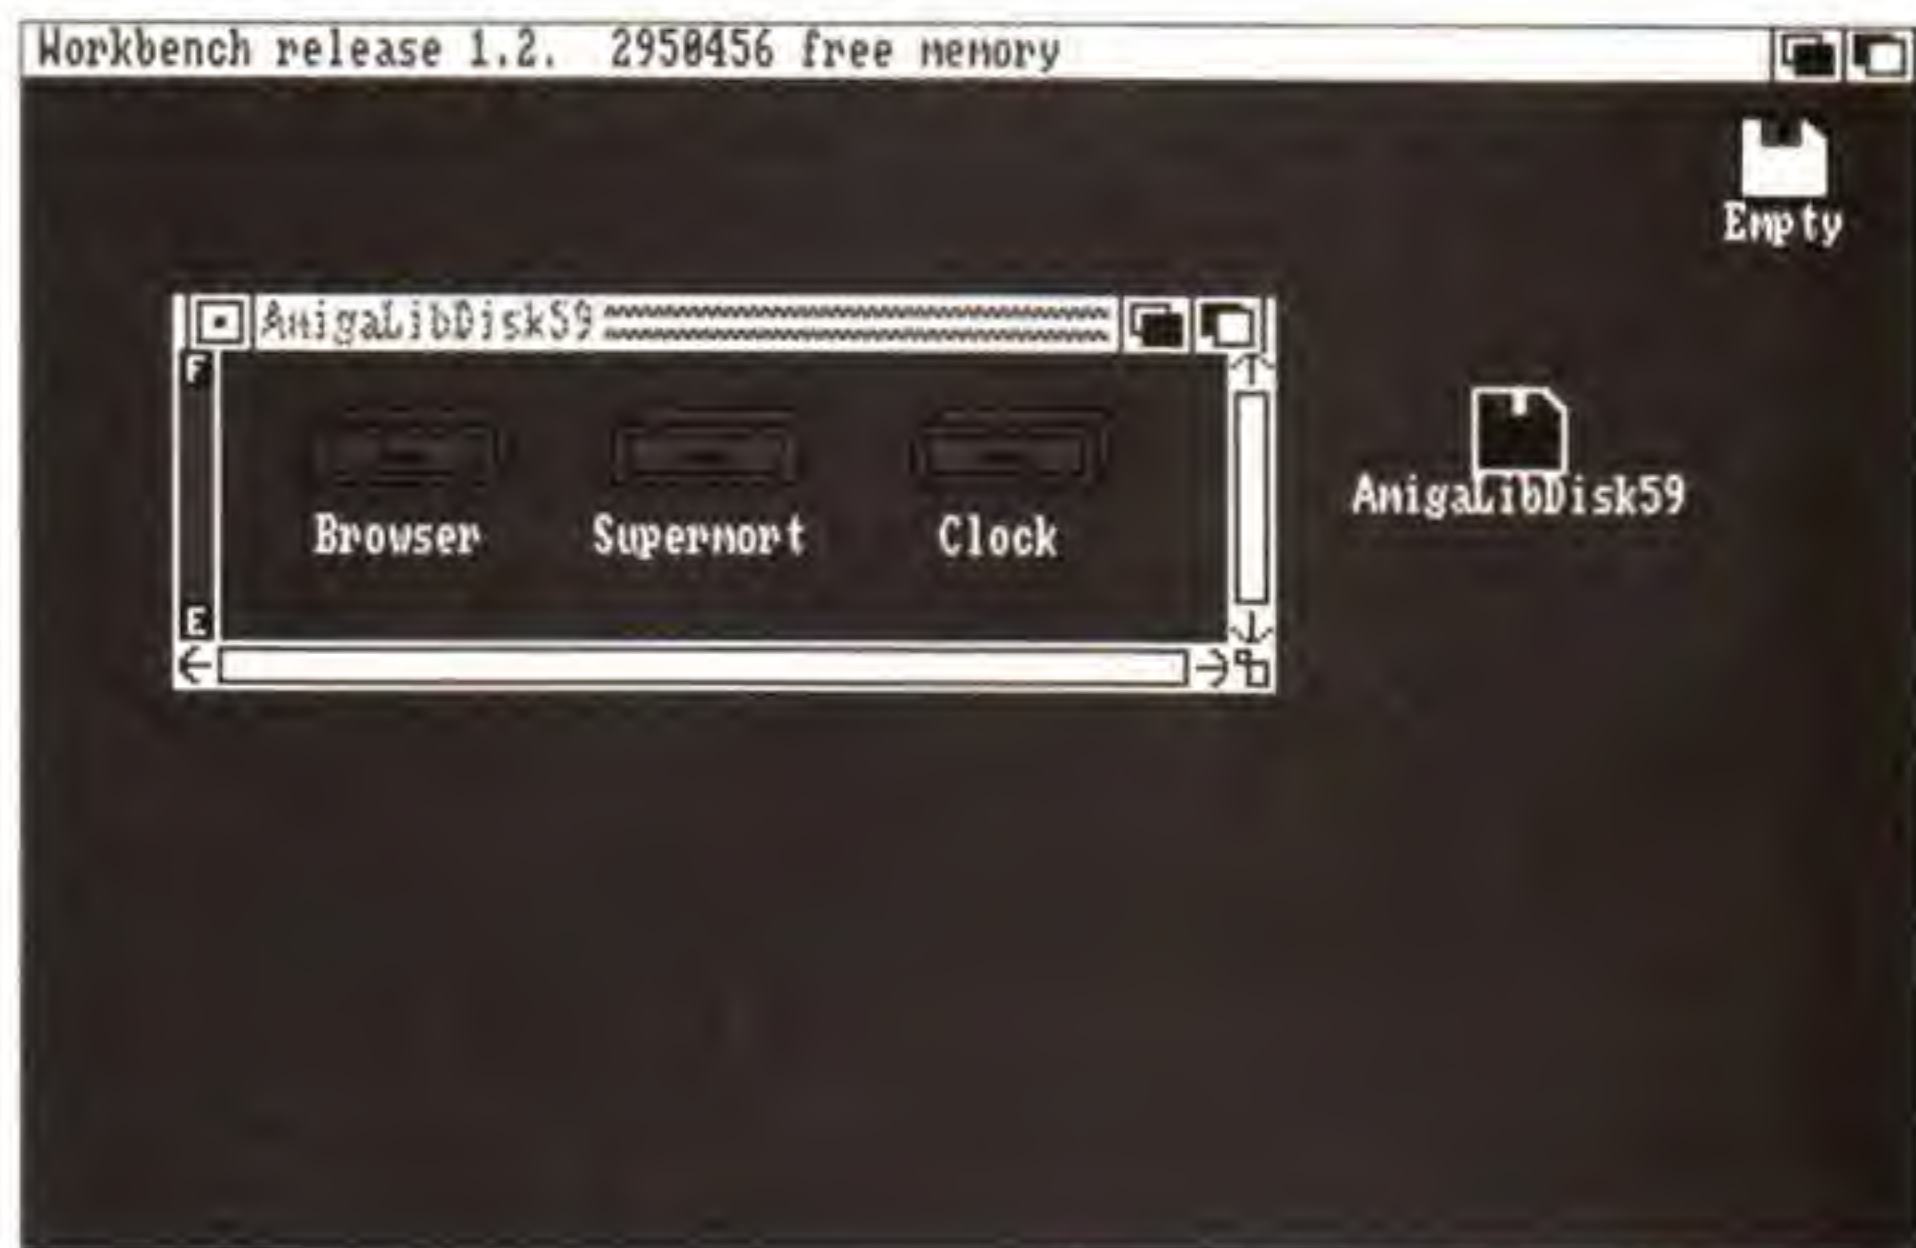 Workbench release 1.2.  2950456 free memory
Empty
AmigaLibDisk59
F
E
Browser
Supermort
Clock
AmigaLibDisk59